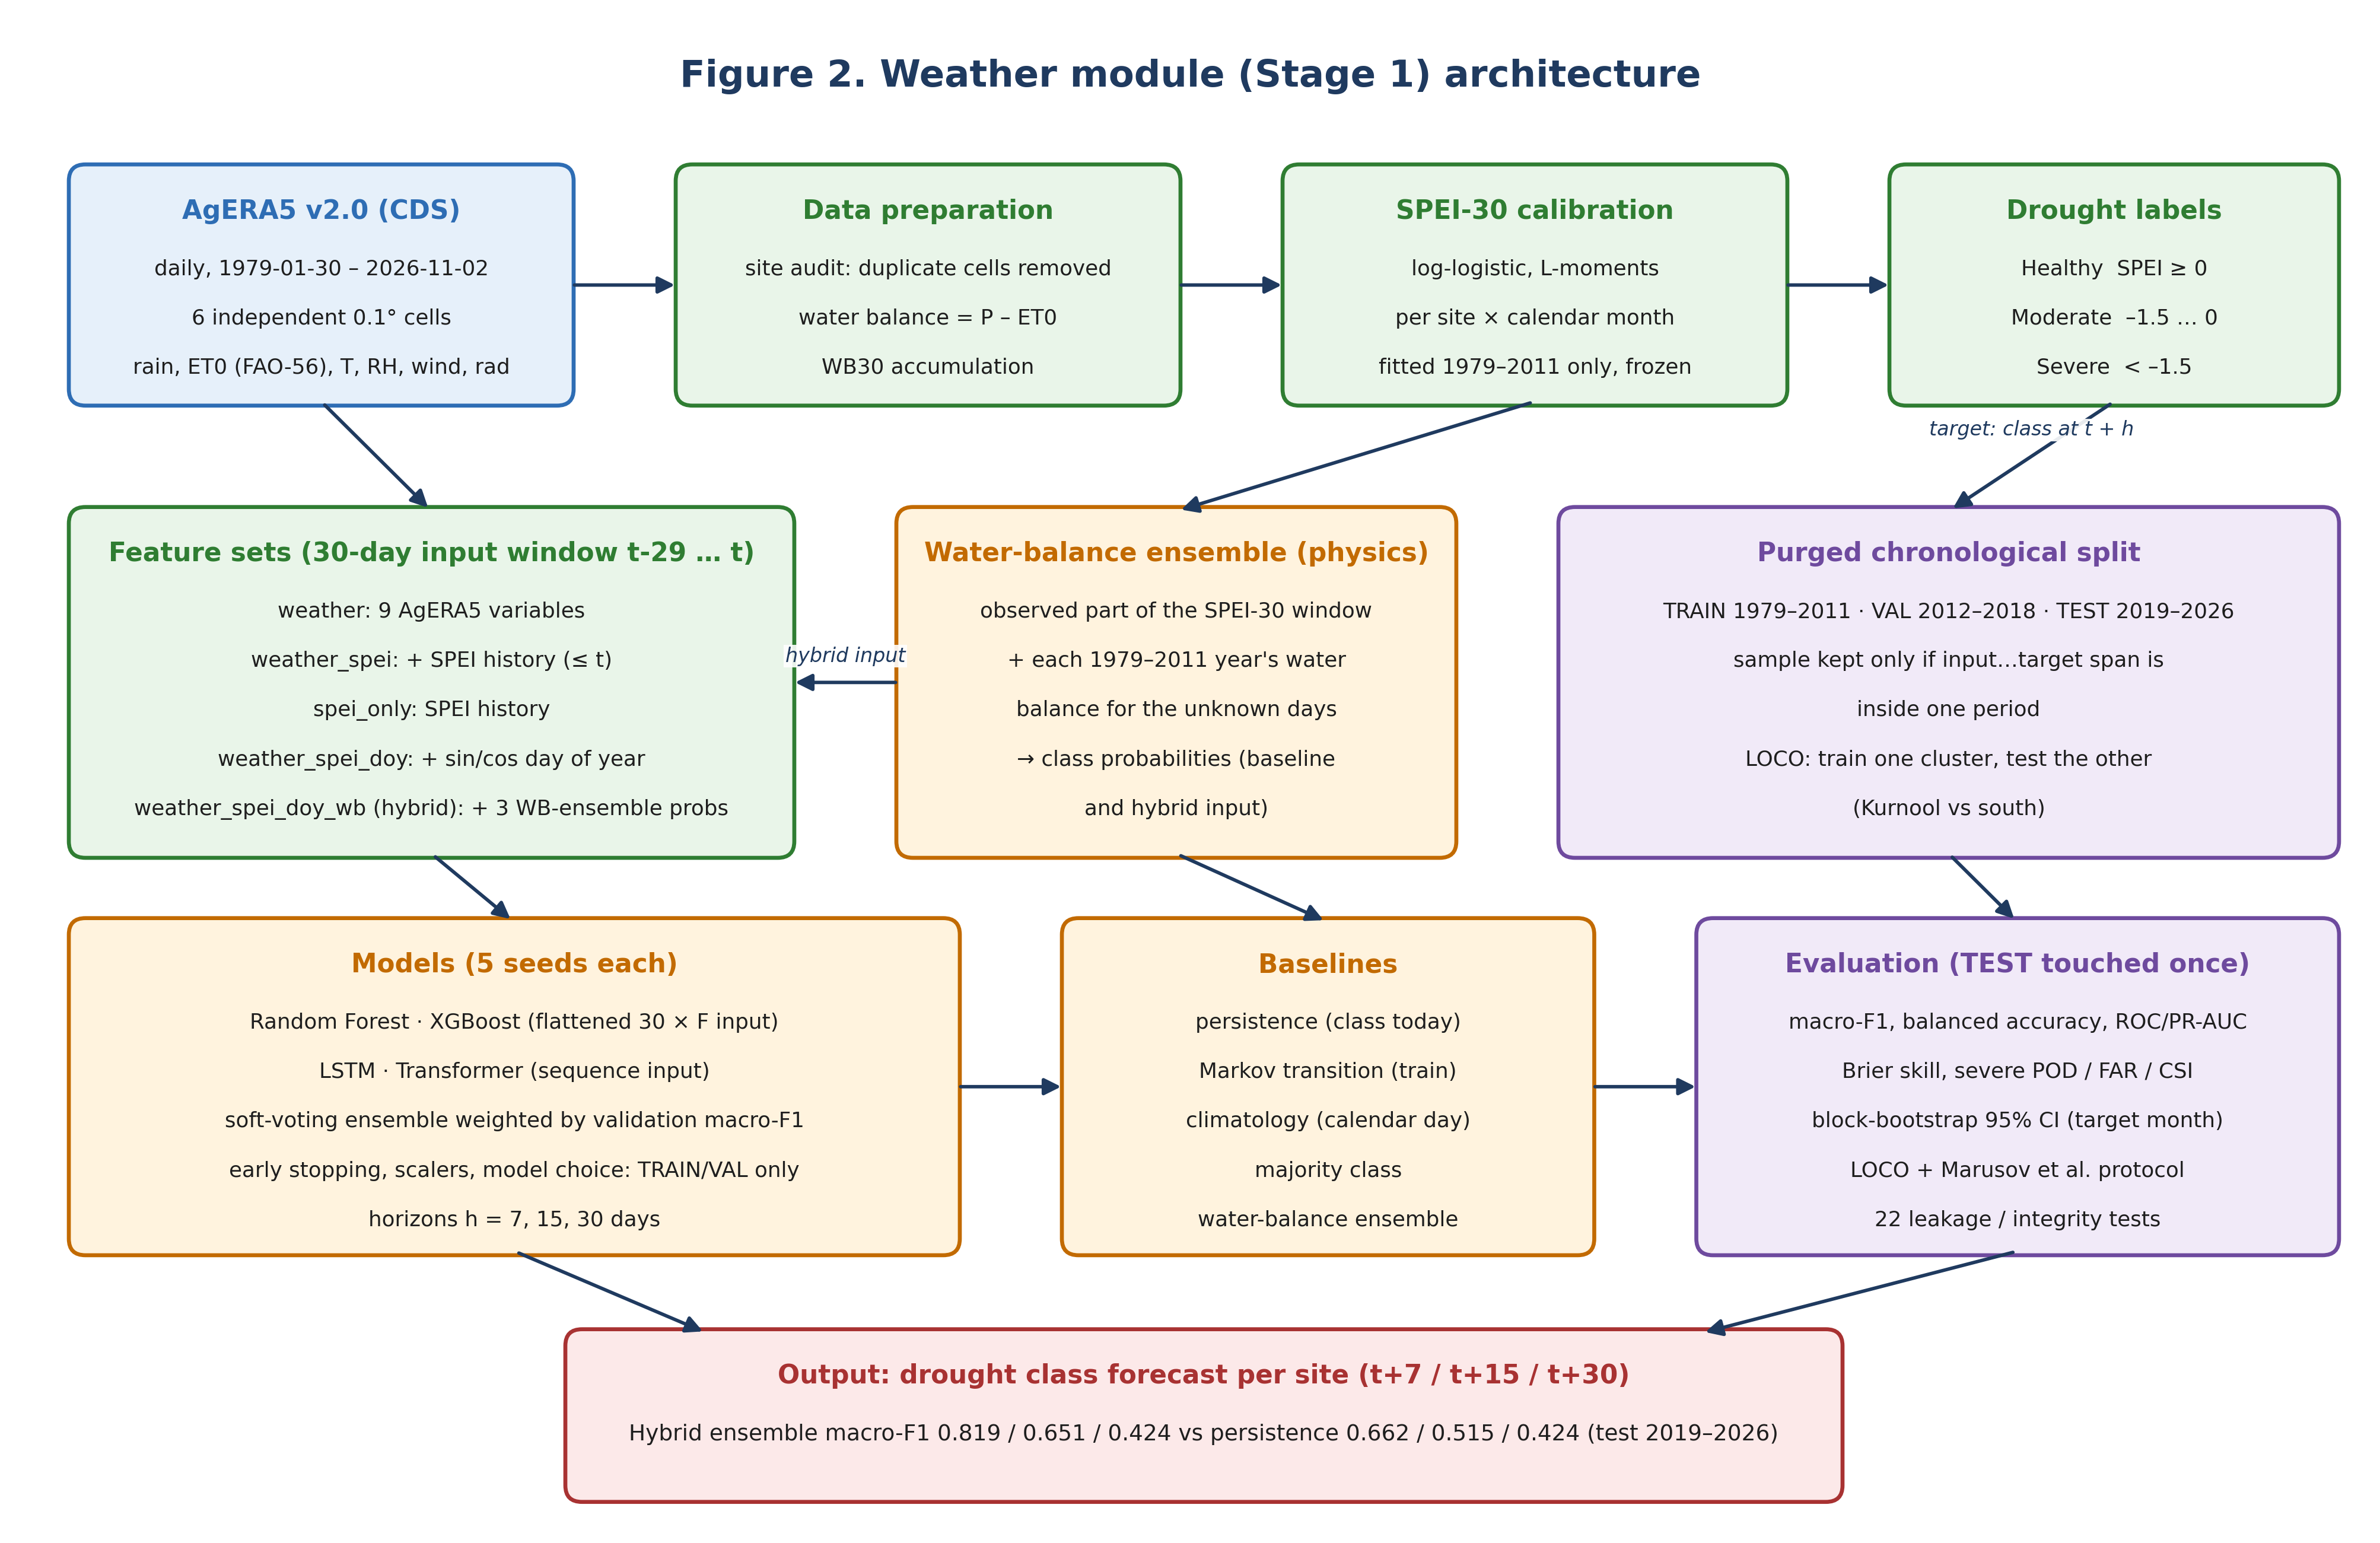 Figure 2. Weather module (Stage 1) architecture
AgERA5 v2.0 (CDS)
daily, 1979-01-30 – 2026-11-02
6 independent 0.1° cells
rain, ET0 (FAO-56), T, RH, wind, rad
Data preparation
site audit: duplicate cells removed
water balance = P – ET0
WB30 accumulation
SPEI-30 calibration
log-logistic, L-moments
per site × calendar month
fitted 1979–2011 only, frozen
Drought labels
Healthy  SPEI ≥ 0
Moderate  –1.5 … 0
Severe  < –1.5
target: class at t + h
Feature sets (30-day input window t-29 … t)
weather: 9 AgERA5 variables
weather_spei: + SPEI history (≤ t)
spei_only: SPEI history
weather_spei_doy: + sin/cos day of year
weather_spei_doy_wb (hybrid): + 3 WB-ensemble probs
hybrid input
Water-balance ensemble (physics)
observed part of the SPEI-30 window
+ each 1979–2011 year's water
balance for the unknown days
→ class probabilities (baseline
and hybrid input)
Purged chronological split
TRAIN 1979–2011 · VAL 2012–2018 · TEST 2019–2026
sample kept only if input…target span is
inside one period
LOCO: train one cluster, test the other
(Kurnool vs south)
Models (5 seeds each)
Random Forest · XGBoost (flattened 30 × F input)
LSTM · Transformer (sequence input)
soft-voting ensemble weighted by validation macro-F1
early stopping, scalers, model choice: TRAIN/VAL only
horizons h = 7, 15, 30 days
Baselines
persistence (class today)
Markov transition (train)
climatology (calendar day)
majority class
water-balance ensemble
Evaluation (TEST touched once)
macro-F1, balanced accuracy, ROC/PR-AUC
Brier skill, severe POD / FAR / CSI
block-bootstrap 95% CI (target month)
LOCO + Marusov et al. protocol
22 leakage / integrity tests
Output: drought class forecast per site (t+7 / t+15 / t+30)
Hybrid ensemble macro-F1 0.819 / 0.651 / 0.424 vs persistence 0.662 / 0.515 / 0.424 (test 2019–2026)